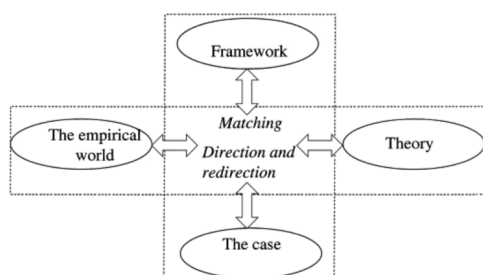 Framework
Matching
The empirical
world
Direction and
redirection
Theory
The case